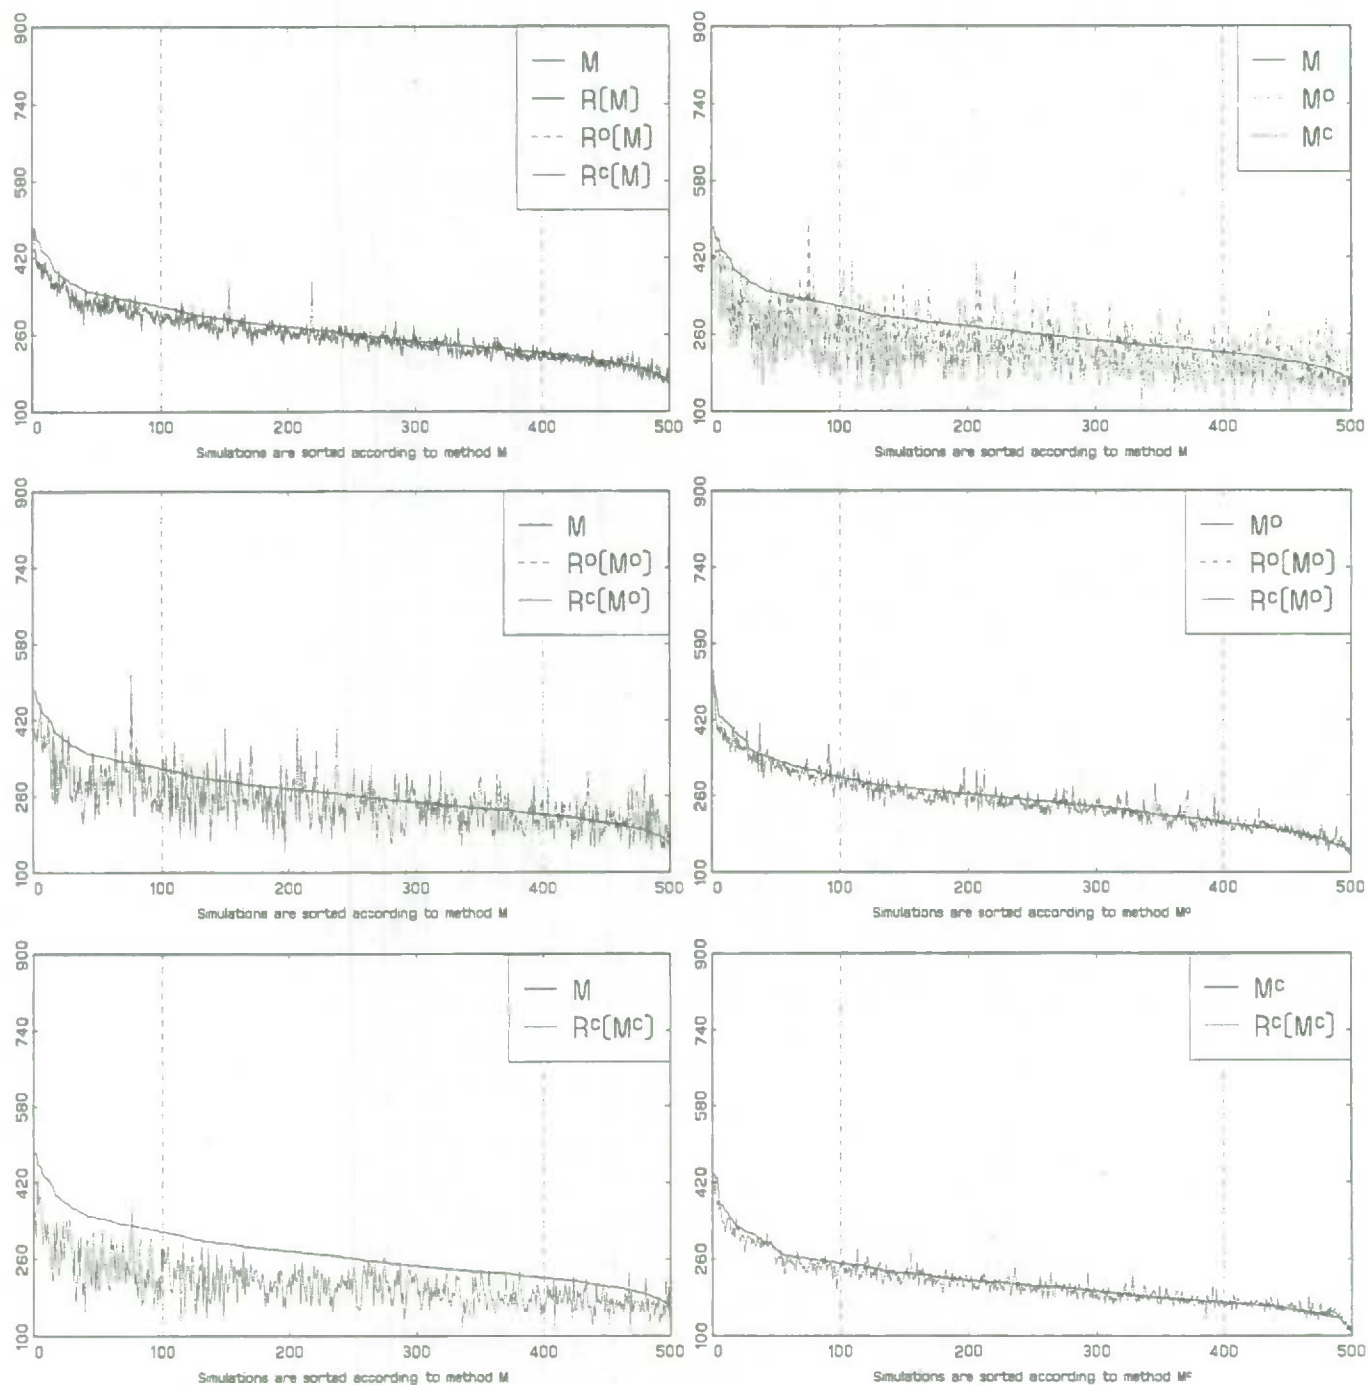 900
740
580
420
260
100
M
R(M)
Rᴼ(M)
Rᶜ(M)
0 100 200 300 400 500
Simulations are sorted according to method M
900
740
580
420
260
100
M
Mᴼ
Mᶜ
0 100 200 300 400 500
Simulations are sorted according to method M
900
740
580
420
260
100
M
Rᴼ(Mᴼ)
Rᶜ(Mᴼ)
0 100 200 300 400 500
Simulations are sorted according to method M
900
740
590
420
260
100
Mᴼ
Rᴼ(Mᴼ)
Rᶜ(Mᴼ)
0 100 200 300 400 500
Simulations are sorted according to method Mᴼ
900
740
580
420
260
100
M
Rᶜ(Mᶜ)
0 100 200 300 400 500
Simulations are sorted according to method M
900
740
580
420
260
100
Mᶜ
Rᶜ(Mᶜ)
0 100 200 300 400 500
Simulations are sorted according to method Mᶜ